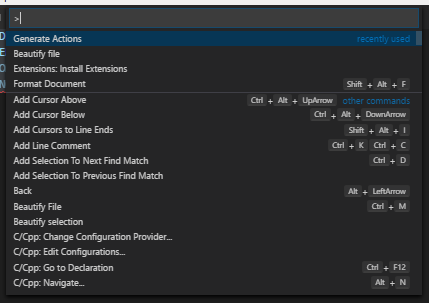 >
Generate Actions recently used
Beautify file
Extensions: Install Extensions
Format Document Shift + Alt + F
Add Cursor Above Ctrl + Alt + UpArrow other commands
Add Cursor Below Ctrl + Alt + DownArrow
Add Cursors to Line Ends Shift + Alt + I
Add Line Comment Ctrl + K Ctrl + C
Add Selection To Next Find Match Ctrl + D
Add Selection To Previous Find Match
Back Alt + LeftArrow
Beautify File Ctrl + M
Beautify selection
C/Cpp: Change Configuration Provider...
C/Cpp: Edit Configurations...
C/Cpp: Go to Declaration Ctrl + F12
C/Cpp: Navigate... Alt + N